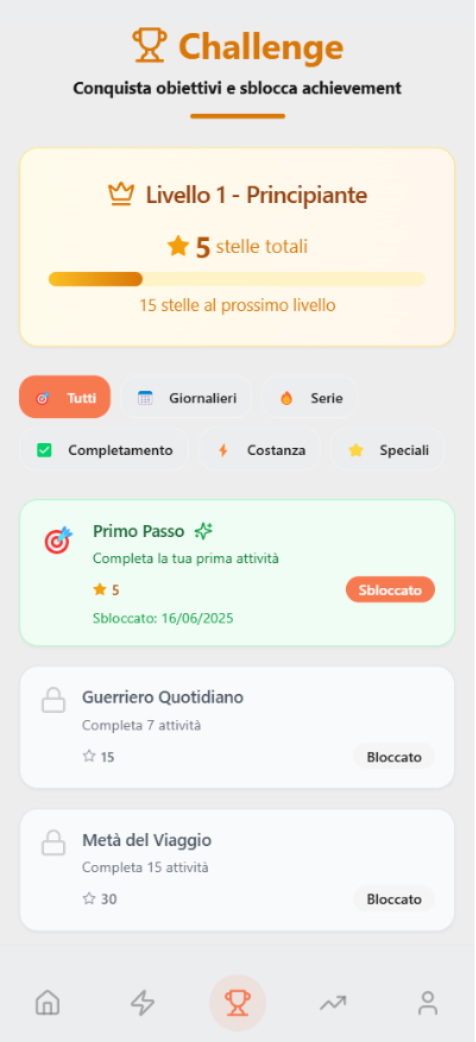 Challenge
Conquista obiettivi e sblocca achievement
Livello 1 - Principiante
5 stelle totali
15 stelle al prossimo livello
Tutti Giornalieri Serie
Completamento Costanza Speciali
Primo Passo
Completa la tua prima attività
5 Sbloccato
Sbloccato: 16/06/2025
Guerriero Quotidiano
Completa 7 attività
15 Bloccato
Metà del Viaggio
Completa 15 attività
30 Bloccato